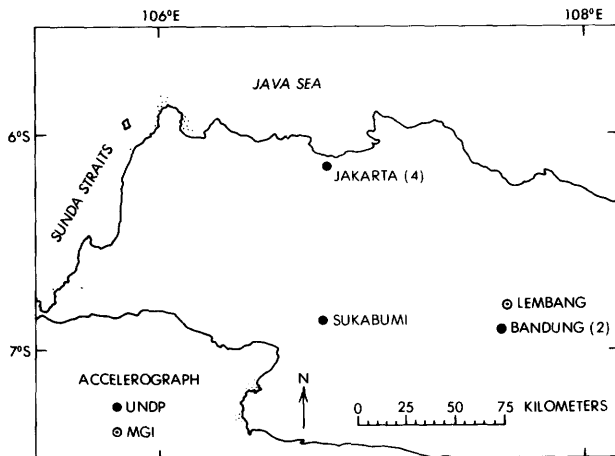 106°E
108°E
JAVA SEA
6°S
SUNDA STRAITS
JAKARTA (4)
LEMBANG
SUKABUMI
BANDUNG (2)
7°S
ACCELEROGRAPH
N
UNDP
0 25 50 75 KILOMETERS
MGI